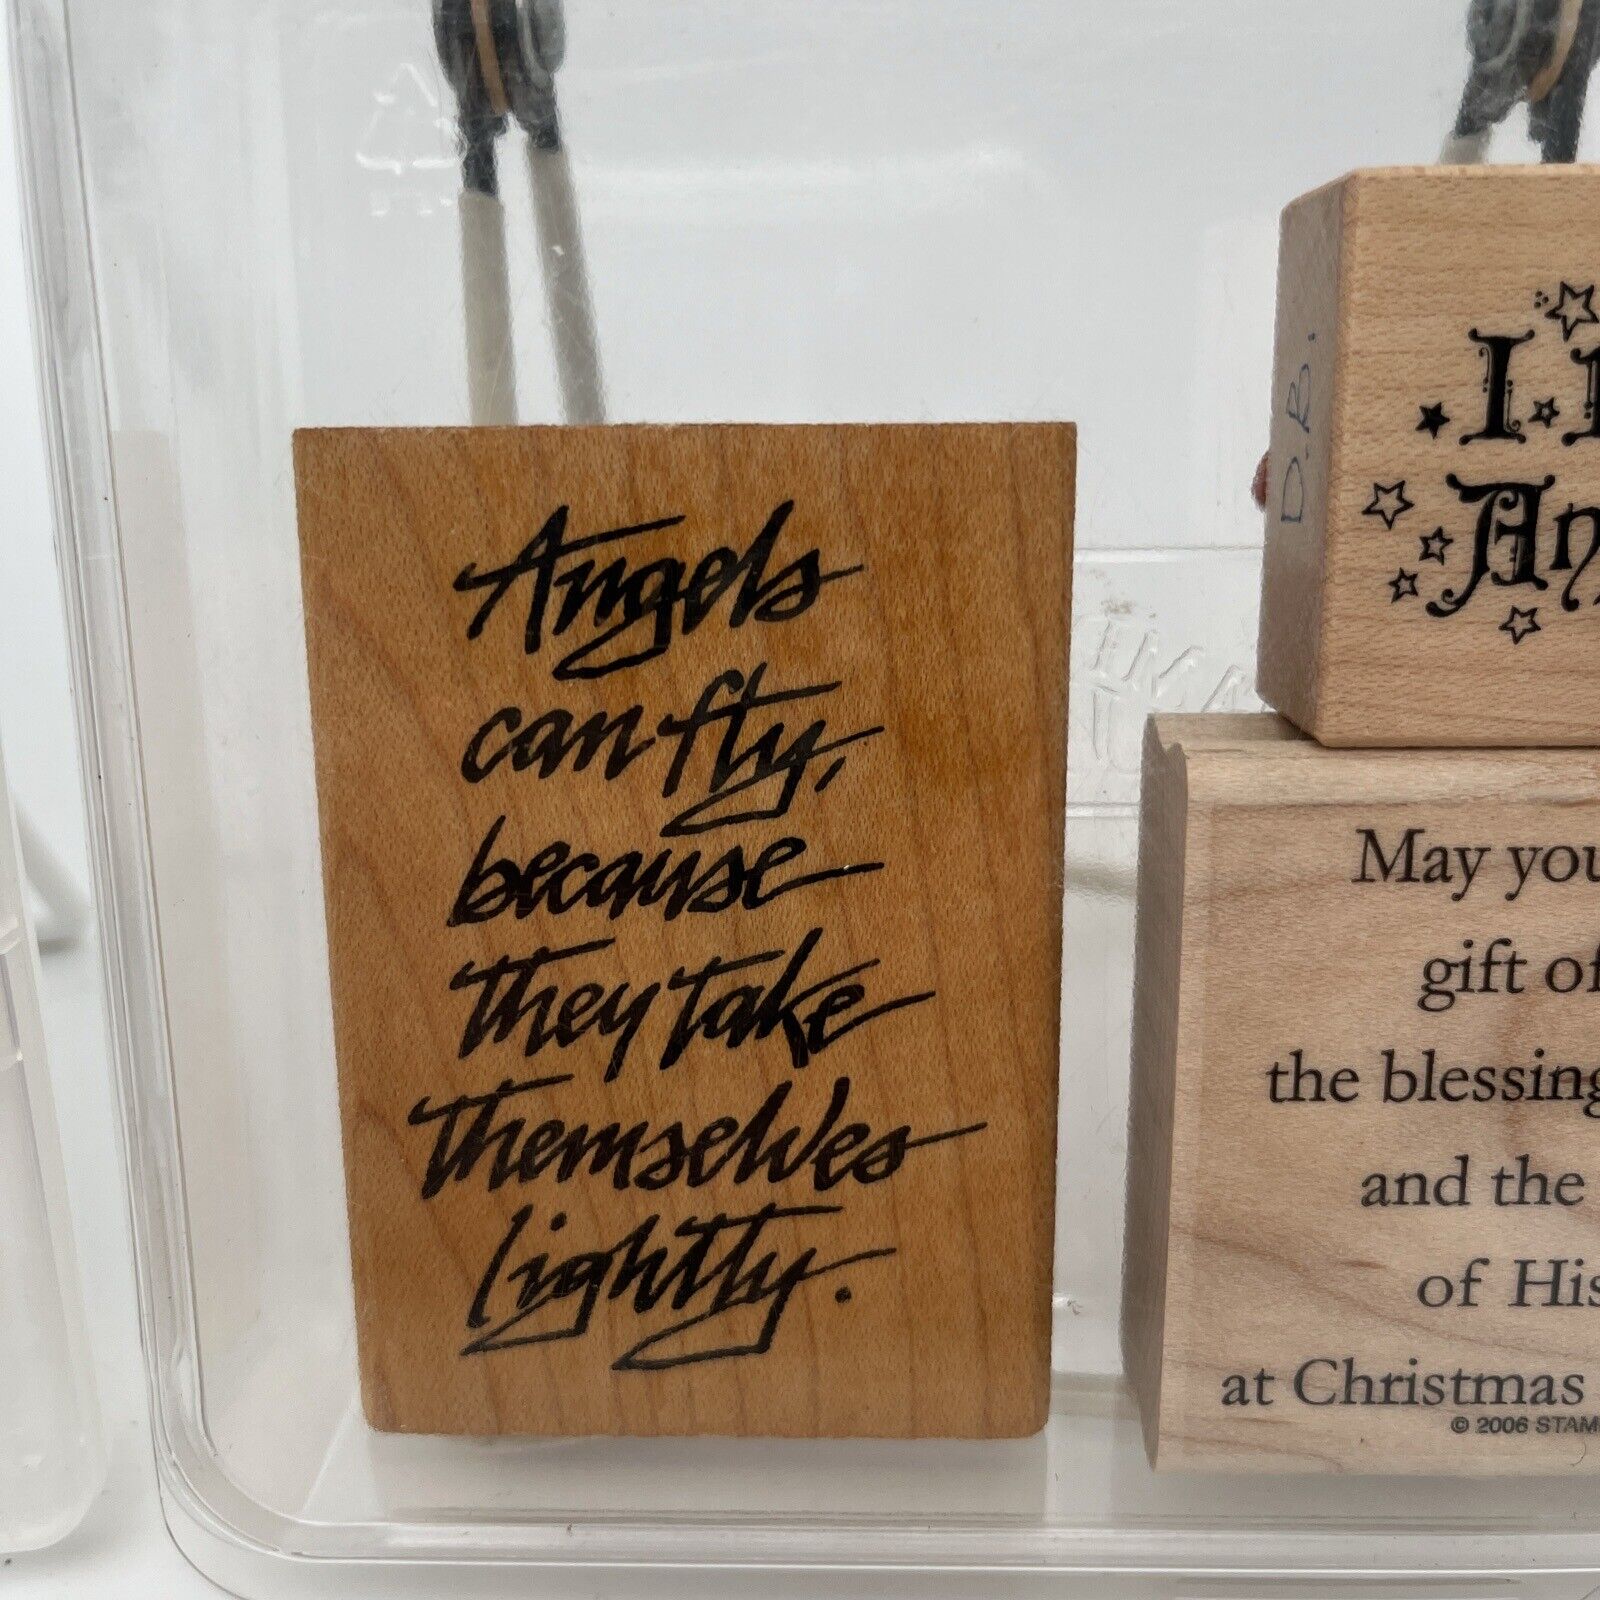 Angels
can fly,
because
they take
themselves
lightly.
D.B.
I
May you
gift of
the blessing
and the
of His
at Christmas
© 2006 STAM